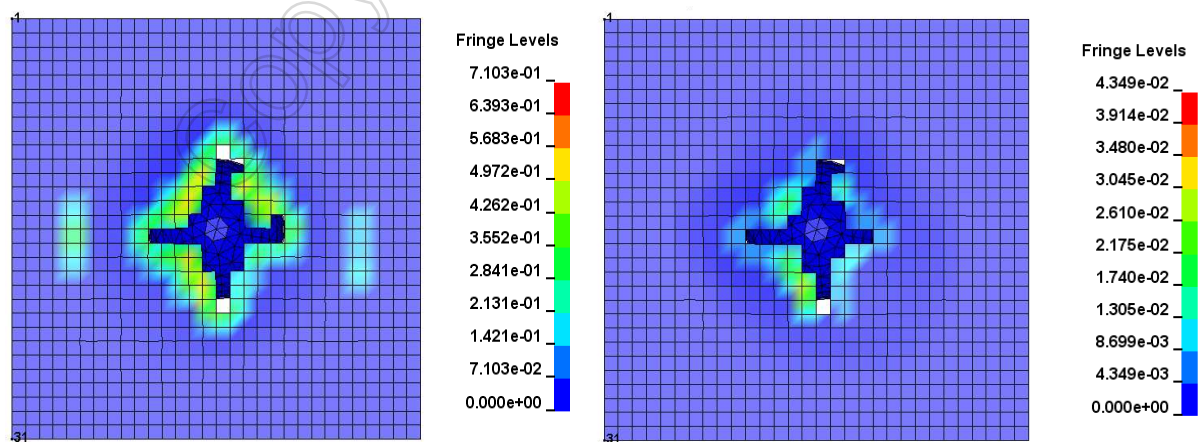 .1
.31
Fringe Levels
7.103e-01
6.393e-01
5.683e-01
4.972e-01
4.262e-01
3.552e-01
2.841e-01
2.131e-01
1.421e-01
7.103e-02
0.000e+00
.1
.31
Fringe Levels
4.349e-02
3.914e-02
3.480e-02
3.045e-02
2.610e-02
2.175e-02
1.740e-02
1.305e-02
8.699e-03
4.349e-03
0.000e+00
Copy